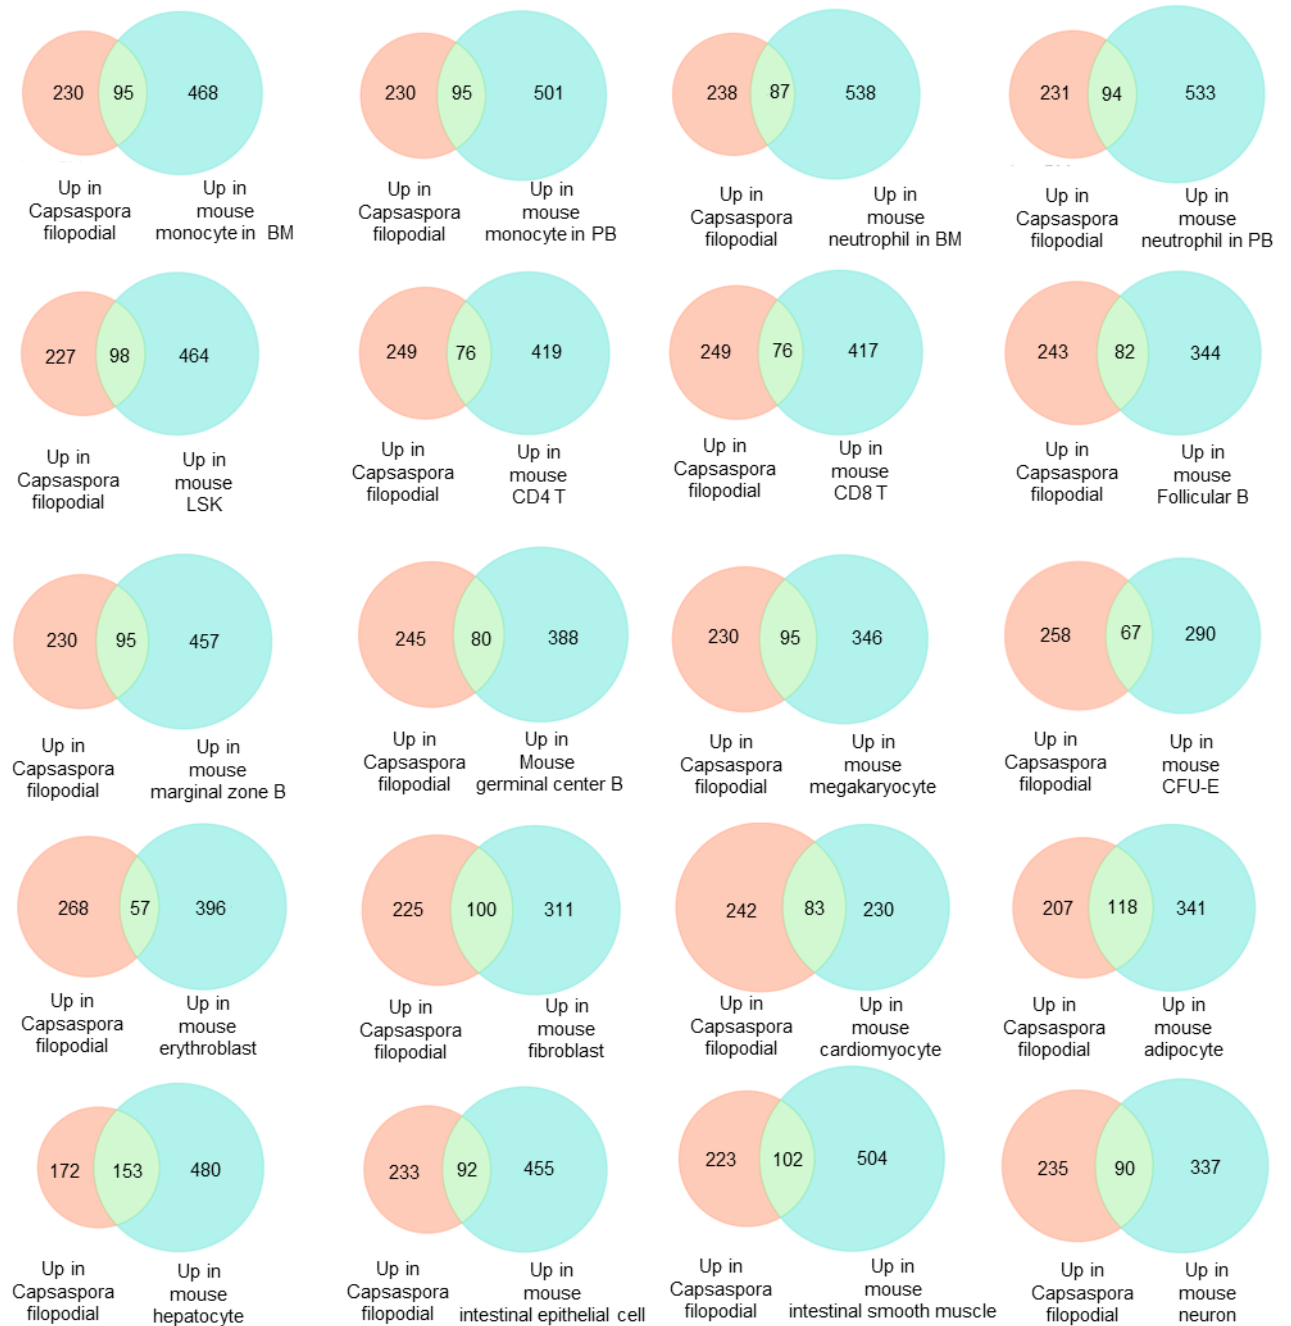 230 95 468
230 95 501
238 87 538
231 94 533
Up in
Capsaspora
filopodial
Up in
mouse
monocyte in BM
Up in
Capsaspora
filopodial
Up in
mouse
monocyte in PB
Up in
Capsaspora
filopodial
Up in
mouse
neutrophil in BM
Up in
Capsaspora
filopodial
Up in
mouse
neutrophil in PB
227 98 464
249 76 419
249 76 417
243 82 344
Up in
Capsaspora
filopodial
Up in
mouse
LSK
Up in
Capsaspora
filopodial
Up in
mouse
CD4 T
Up in
Capsaspora
filopodial
Up in
mouse
CD8 T
Up in
Capsaspora
filopodial
Up in
mouse
Follicular B
230 95 457
245 80 388
230 95 346
258 67 290
Up in
Capsaspora
filopodial
Up in
mouse
marginal zone B
Up in
Capsaspora
filopodial
Up in
Mouse
germinal center B
Up in
Capsaspora
filopodial
Up in
mouse
megakaryocyte
Up in
Capsaspora
filopodial
Up in
mouse
CFU-E
268 57 396
225 100 311
242 83 230
207 118 341
Up in
Capsaspora
filopodial
Up in
mouse
erythroblast
Up in
Capsaspora
filopodial
Up in
mouse
fibroblast
Up in
Capsaspora
filopodial
Up in
mouse
cardiomyocyte
Up in
Capsaspora
filopodial
Up in
mouse
adipocyte
172 153 480
233 92 455
223 102 504
235 90 337
Up in
Capsaspora
filopodial
Up in
mouse
hepatocyte
Up in
Capsaspora
filopodial
Up in
mouse
intestinal epithelial cell
Up in
Capsaspora
filopodial
Up in
mouse
intestinal smooth muscle
Up in
Capsaspora
filopodial
Up in
mouse
neuron